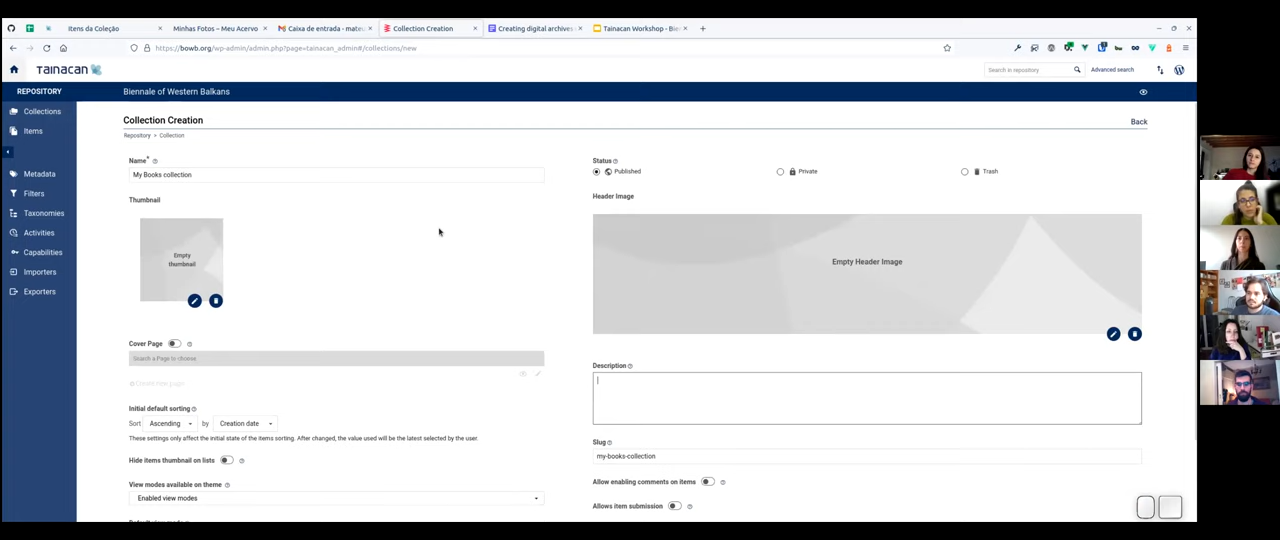 Itens da Coleção
Minhas Fotos – Meu Acervo
Caixa de entrada - mateu
Collection Creation
Creating digital archives
Tainacan Workshop - Bie
https://bowb.org/wp-admin/admin.php?page=tainacan_admin#/collections/new
TAINACAN
Search in repository
Advanced search
REPOSITORY
Biennale of Western Balkans
Collections
Items
Metadata
Filters
Taxonomies
Activities
Capabilities
Importers
Exporters
Collection Creation
Back
Repository > Collection
Name*
My Books collection
Thumbnail
Empty
thumbnail
Cover Page
Search a Page to choose
Create new page
Initial default sorting
Sort Ascending by Creation date
These settings only affect the initial state of the items sorting. After changed, the value used will be the latest selected by the user.
Hide items thumbnail on lists
View modes available on theme
Enabled view modes
Status
Published
Private
Trash
Header Image
Empty Header Image
Description
Slug
my-books-collection
Allow enabling comments on items
Allows item submission